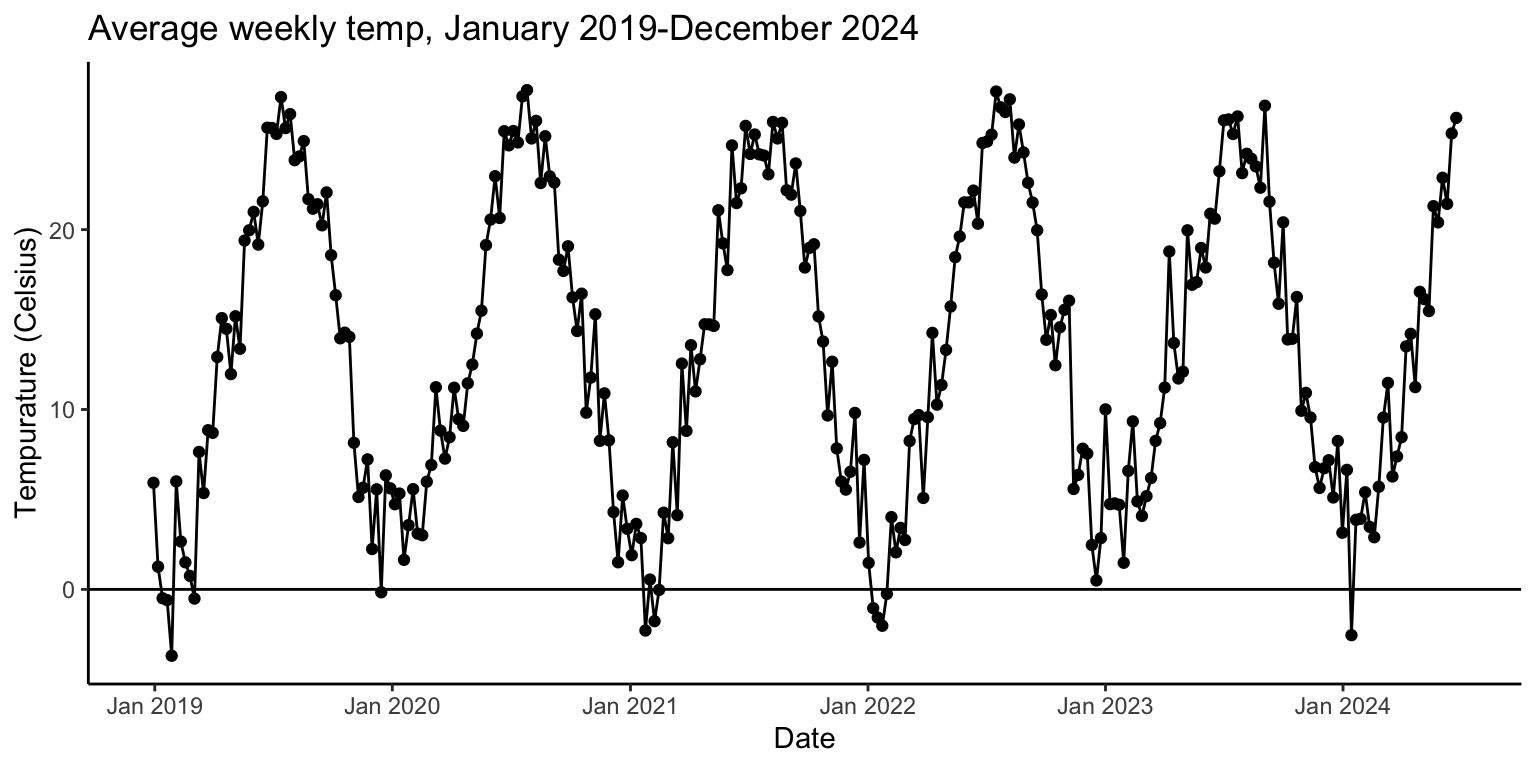 Average weekly temp, January 2019-December 2024
Tempurature (Celsius)
20
10
0
Jan 2019
Jan 2020
Jan 2021
Jan 2022
Jan 2023
Jan 2024
Date